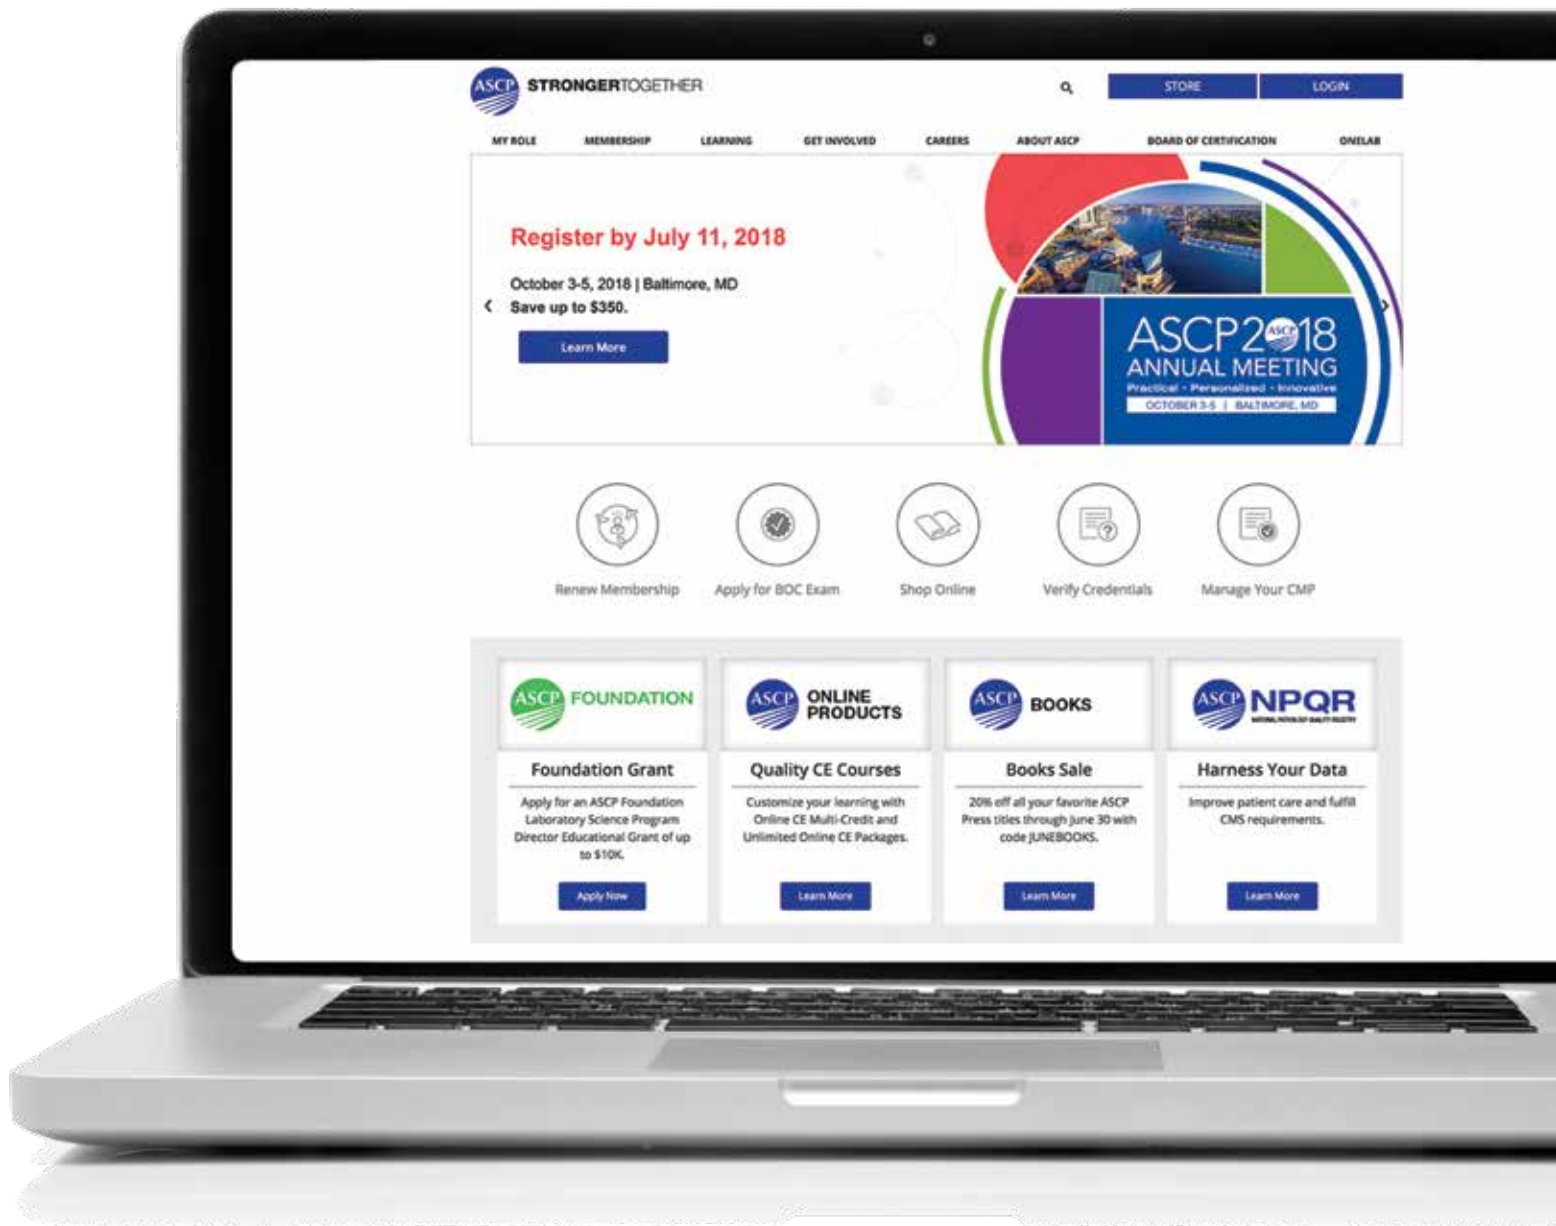 ASCP STRONGERTOGETHER
STORE LOGIN
MY ROLE MEMBERSHIP LEARNING GET INVOLVED CAREERS ABOUT ASCP BOARD OF CERTIFICATION ONELAB
Register by July 11, 2018
October 3-5, 2018 | Baltimore, MD
Save up to $350.
Learn More
ASCP2 ASCP 18
ANNUAL MEETING
Practical • Personalized • Innovative
OCTOBER 3-5 | BALTIMORE, MD
Renew Membership Apply for BOC Exam Shop Online Verify Credentials Manage Your CMP
ASCP FOUNDATION
Foundation Grant
Apply for an ASCP Foundation
Laboratory Science Program
Director Educational Grant of up
to $10K.
Apply Now
ASCP ONLINE
PRODUCTS
Quality CE Courses
Customize your learning with
Online CE Multi-Credit and
Unlimited Online CE Packages.
Learn More
ASCP BOOKS
Books Sale
20% off all your favorite ASCP
Press titles through June 30 with
code JUNEBOOKS.
Learn More
ASCP NPQR
NATIONAL PATHOLOGY QUALITY REGISTRY
Harness Your Data
Improve patient care and fulfill
CMS requirements.
Learn More